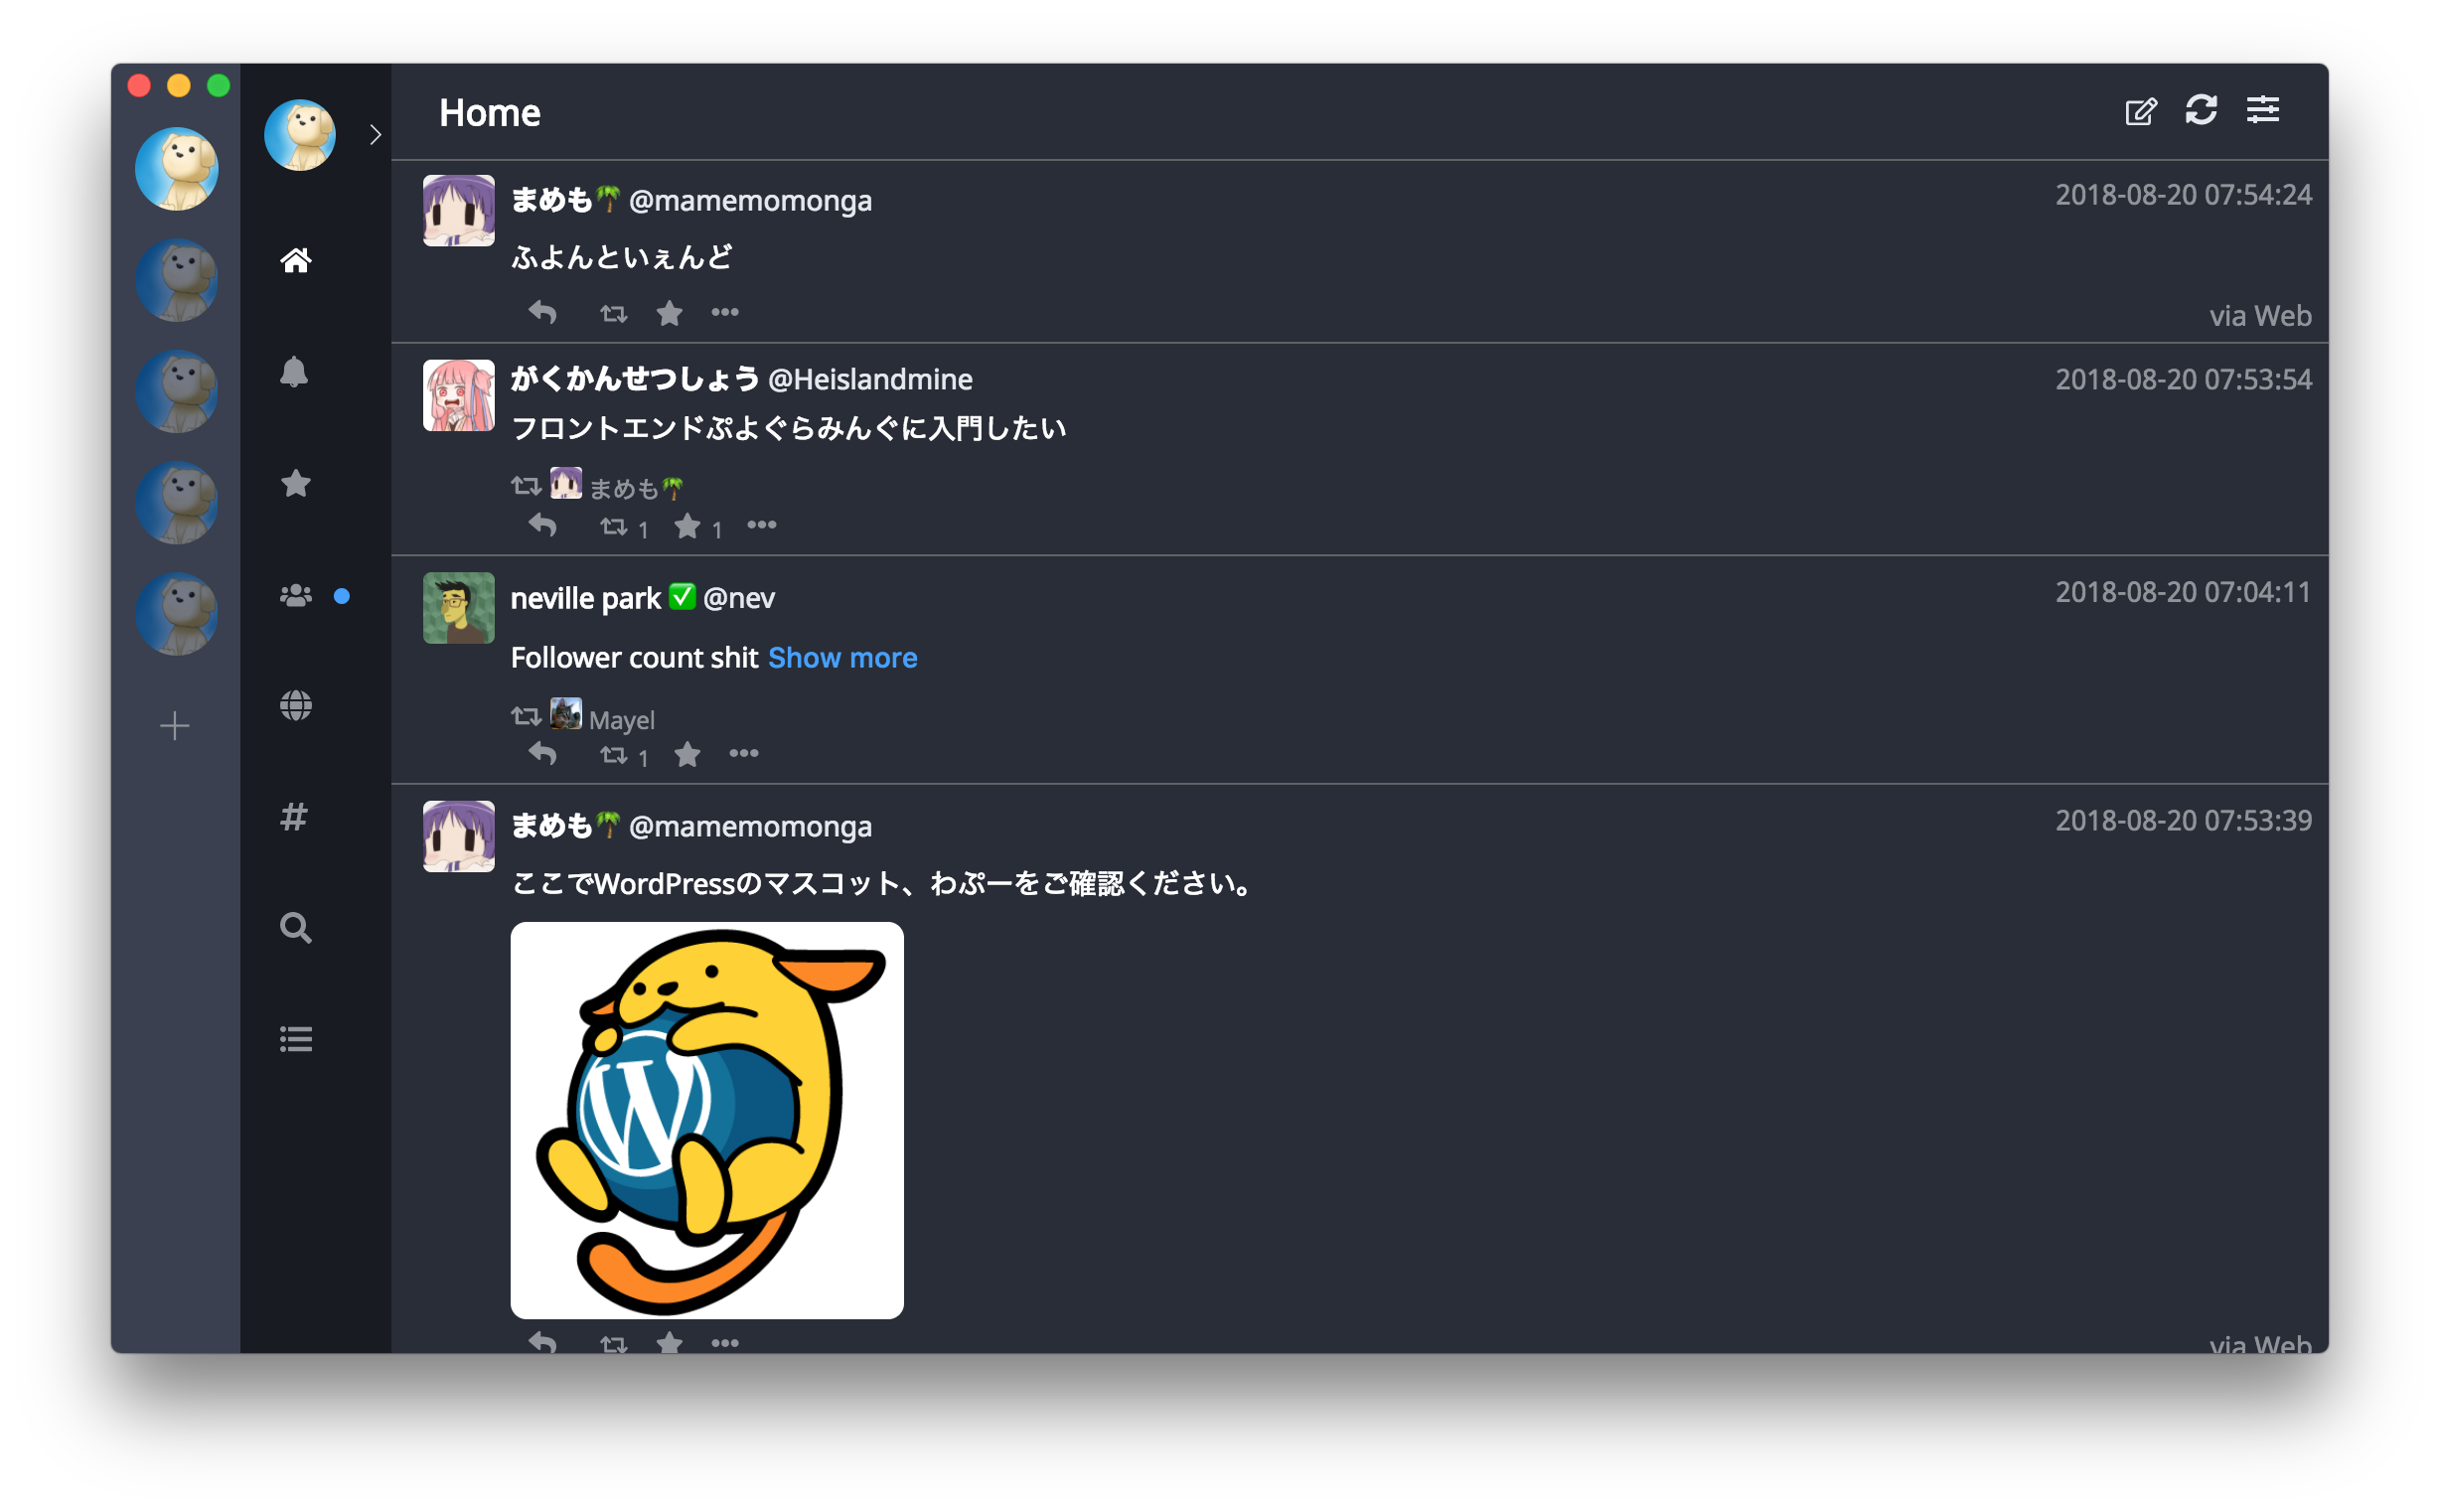 Home
まめも🌴 @mamemomonga 2018-08-20 07:54:24
ふよんといぇんど
via Web
がくかんせつしょう @Heislandmine 2018-08-20 07:53:54
フロントエンドぷよぐらみんぐに入門したい
まめも🌴
1 1
neville park ✅ @nev 2018-08-20 07:04:11
Follower count shit Show more
Mayel
1
まめも🌴 @mamemomonga 2018-08-20 07:53:39
ここでWordPressのマスコット、わぷーをご確認ください。
W
via Web